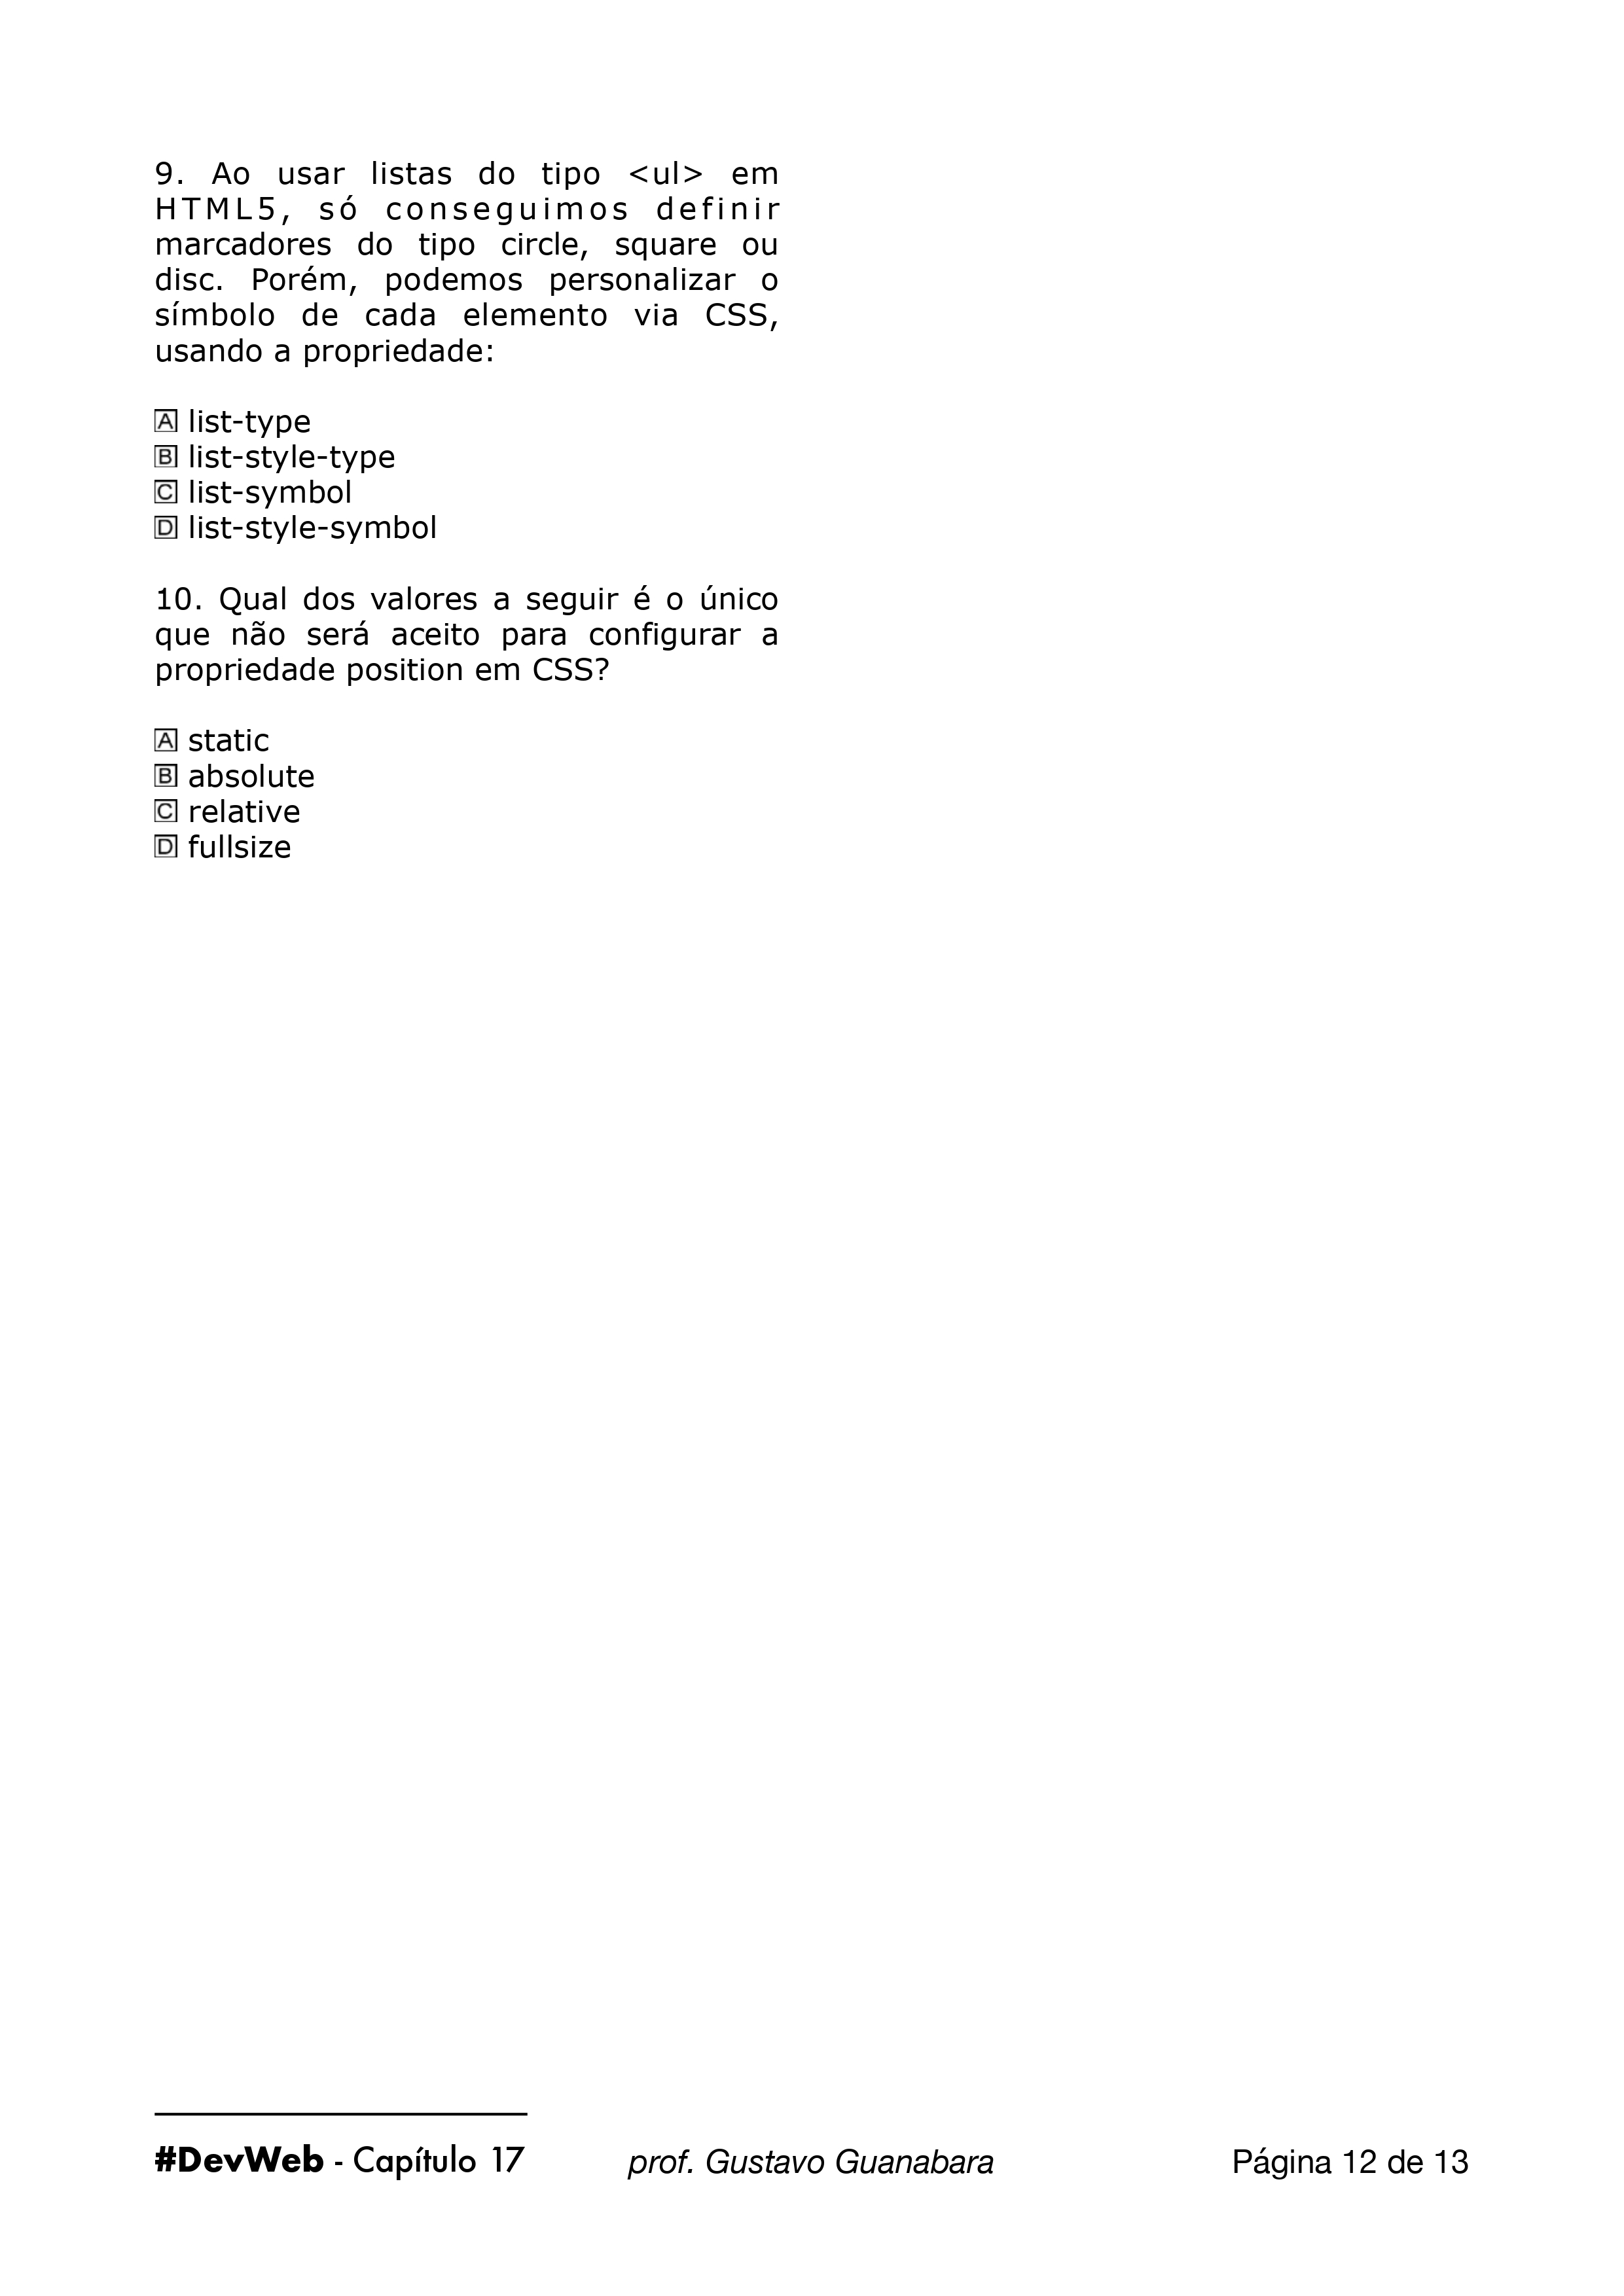 9. Ao usar listas do tipo <ul> em
HTML5, só conseguimos definir
marcadores do tipo circle, square ou
disc. Porém, podemos personalizar o
símbolo de cada elemento via CSS,
usando a propriedade:
A list-type
B list-style-type
C list-symbol
D list-style-symbol
10. Qual dos valores a seguir é o único
que não será aceito para configurar a
propriedade position em CSS?
A static
B absolute
C relative
D fullsize
#DevWeb - Capítulo 17 prof. Gustavo Guanabara Página 12 de 13